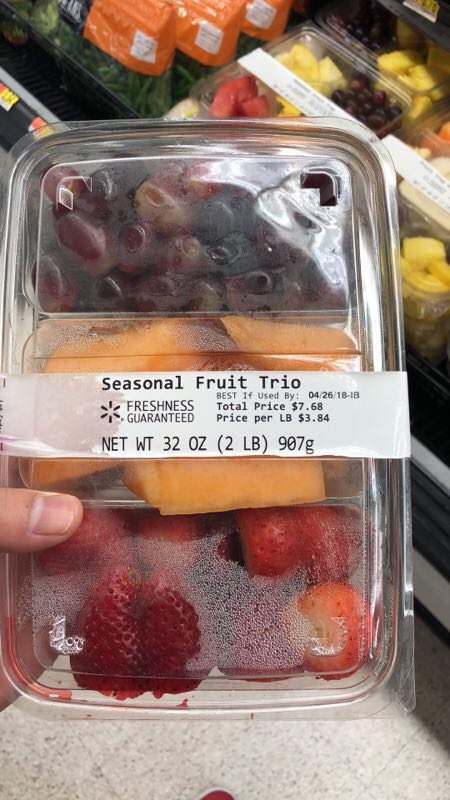 Seasonal Fruit Trio
FRESHNESS
GUARANTEED
BEST If Used By: 04/26/18-IB
Total Price $7.68
Price per LB $3.84
NET WT 32 OZ (2 LB) 907g